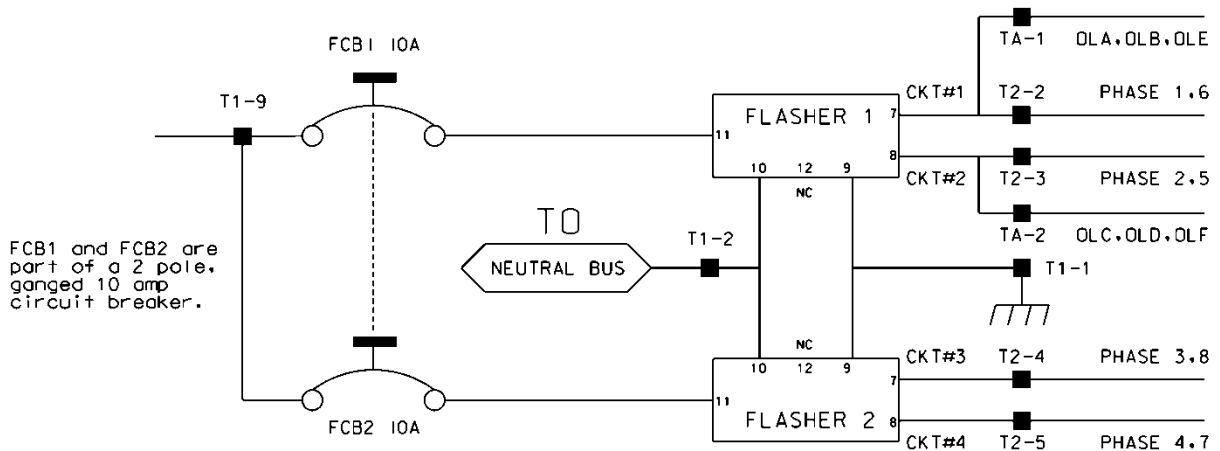 FCB1 10A
T1-9
TA-1 OLA,OLB,OLE
CKT#1 T2-2 PHASE 1.6
FLASHER 1
11
7
8
10 12 9
NC
T2-3 PHASE 2.5
CKT#2
TA-2 OLC,OLD,OLF
TO
NEUTRAL BUS
T1-2
T1-1
FCB1 and FCB2 are
part of a 2 pole,
ganged 10 amp
circuit breaker.
NC
10 12 9
CKT#3 T2-4 PHASE 3.8
11
7
8
FLASHER 2
FCB2 10A
CKT#4 T2-5 PHASE 4.7